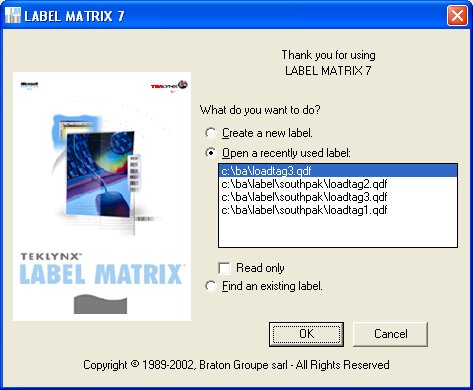 LABEL MATRIX 7
Thank you for using
LABEL MATRIX 7
Microsoft
TEKLYNX
What do you want to do?
Create a new label.
Open a recently used label:
c:\ba\loadtag3.qdf
c:\ba\label\southpak\loadtag2.qdf
c:\ba\label\southpak\loadtag3.qdf
c:\ba\label\southpak\loadtag1.qdf
TEKLYNX®
LABEL MATRIX™
Read only
Find an existing label.
OK
Cancel
Copyright © 1989-2002, Braton Groupe sarl - All Rights Reserved